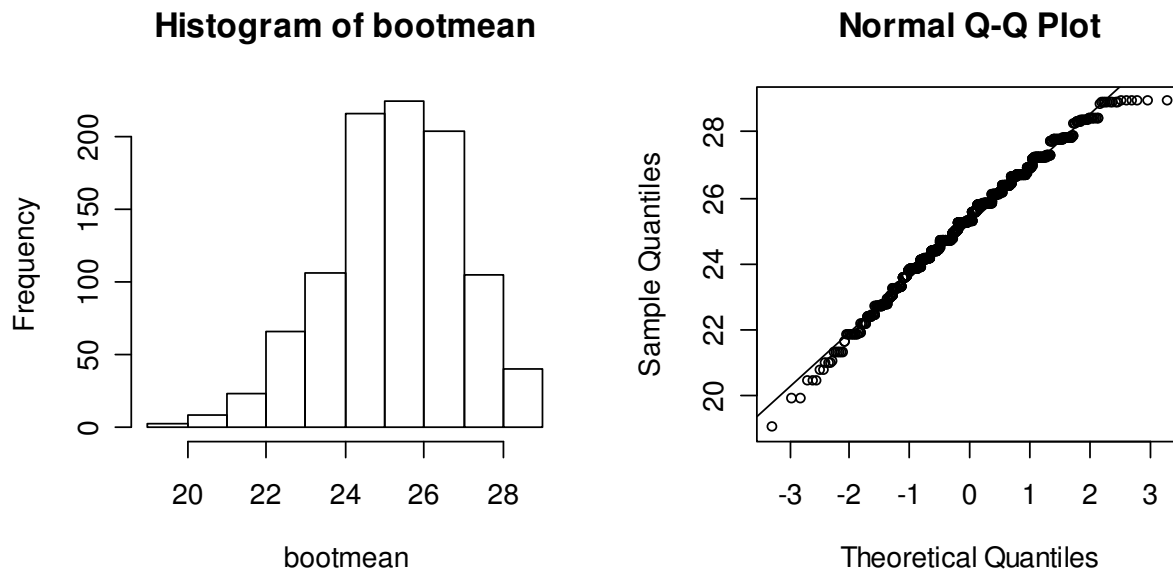 Histogram of bootmean
Frequency
0 50 100 150 200
20 22 24 26 28
bootmean
Normal Q-Q Plot
Sample Quantiles
20 22 24 26 28
-3 -2 -1 0 1 2 3
Theoretical Quantiles